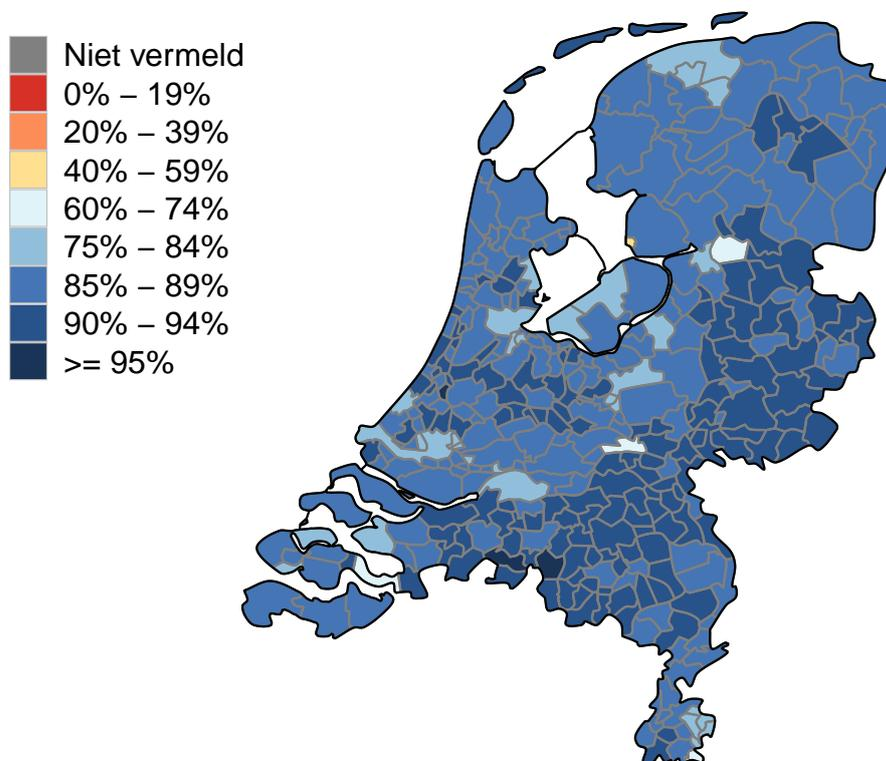 Niet vermeld
0% – 19%
20% – 39%
40% – 59%
60% – 74%
75% – 84%
85% – 89%
90% – 94%
>= 95%